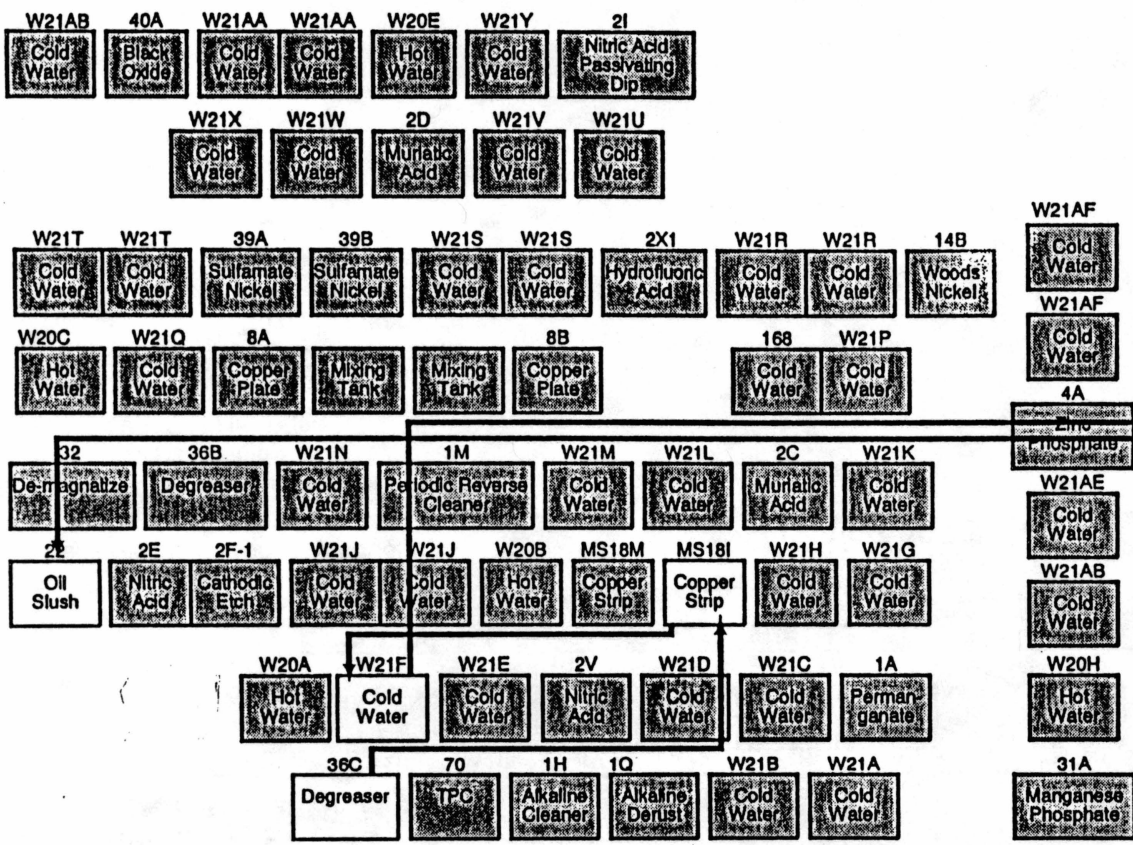 W21AB 40A W21AA W21AA W20E W21Y 2I
Cold Water Black Oxide Cold Water Cold Water Hot Water Cold Water Nitric Acid Passivating Dip
W21X W21W 2D W21V W21U
Cold Water Cold Water Muriatic Acid Cold Water Cold Water
W21AF
Cold Water
W21T W21T 39A 39B W21S W21S 2X1 W21R W21R 14B
Cold Water Cold Water Sulfamate Nickel Sulfamate Nickel Cold Water Cold Water Hydrofluoric Acid Cold Water Cold Water Woods Nickel
W21AF
Cold Water
W20C W21Q 8A 8B 168 W21P
Hot Water Cold Water Copper Plate Mixing Tank Mixing Tank Copper Plate Cold Water Cold Water
4A
Zinc Phosphate
32 36B W21N 1M W21M W21L 2C W21K
De-magnatize Degreaser Cold Water Periodic Reverse Cleaner Cold Water Cold Water Muriatic Acid Cold Water
W21AE
Cold Water
22 2E 2F-1 W21J W21J W20B MS18M MS18I W21H W21G
Oil Slush Nitric Acid Cathodic Etch Cold Water Cold Water Hot Water Copper Strip Copper Strip Cold Water Cold Water
W21AB
Cold Water
W20A W21F W21E 2V W21D W21C 1A W20H
Hot Water Cold Water Cold Water Nitric Acid Cold Water Cold Water Perman-ganate Hot Water
36C 70 1H 1Q W21B W21A 31A
Degreaser TPC Alkaline Cleaner Alkaline Derust Cold Water Cold Water Manganese Phosphate